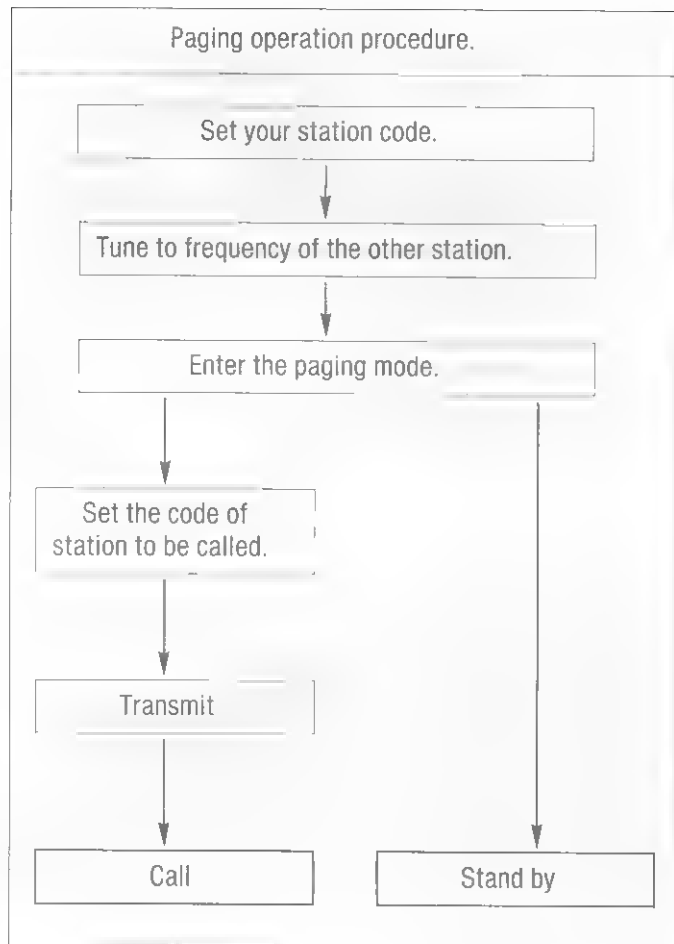 Paging operation procedure.
Set your station code.
Tune to frequency of the other station.
Enter the paging mode.
Set the code of
station to be called.
Transmit
Call
Stand by